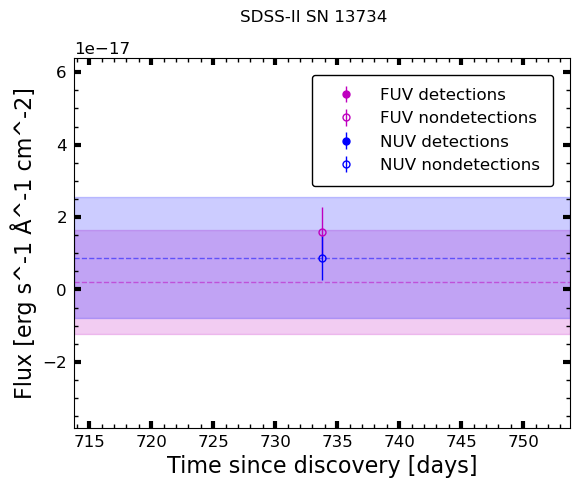 SDSS-II SN 13734
1e−17
6
4
2
0
−2
Flux [erg s^-1 Å^-1 cm^-2]
FUV detections
FUV nondetections
NUV detections
NUV nondetections
715 720 725 730 735 740 745 750
Time since discovery [days]